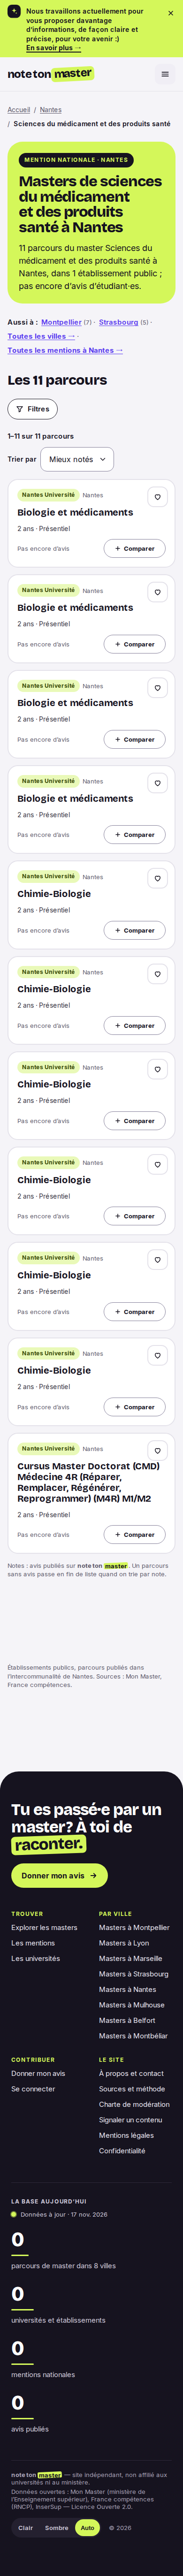 Nous travaillons actuellement pour
vous proposer davantage
d'informations, de façon claire et
précise, pour votre avenir :)
En savoir plus →
note ton master
Accueil / Nantes
/ Sciences du médicament et des produits de santé
MENTION NATIONALE · NANTES
Masters de sciences
du médicament
et des produits
de santé à Nantes
11 parcours du master Sciences du
médicament et des produits de santé à
Nantes, dans 1 établissement public ;
pas encore d'avis d'étudiant·es.
Aussi à : Montpellier (7) · Strasbourg (5) ·
Toutes les villes → ·
Toutes les mentions à Nantes →
Les 11 parcours
Filtres
1–11 sur 11 parcours
Trier par Mieux notés
Nantes Université Nantes
Biologie et médicaments
2 ans · Présentiel
Pas encore d'avis + Comparer
Nantes Université Nantes
Biologie et médicaments
2 ans · Présentiel
Pas encore d'avis + Comparer
Nantes Université Nantes
Biologie et médicaments
2 ans · Présentiel
Pas encore d'avis + Comparer
Nantes Université Nantes
Biologie et médicaments
2 ans · Présentiel
Pas encore d'avis + Comparer
Nantes Université Nantes
Chimie-Biologie
2 ans · Présentiel
Pas encore d'avis + Comparer
Nantes Université Nantes
Chimie-Biologie
2 ans · Présentiel
Pas encore d'avis + Comparer
Nantes Université Nantes
Chimie-Biologie
2 ans · Présentiel
Pas encore d'avis + Comparer
Nantes Université Nantes
Chimie-Biologie
2 ans · Présentiel
Pas encore d'avis + Comparer
Nantes Université Nantes
Chimie-Biologie
2 ans · Présentiel
Pas encore d'avis + Comparer
Nantes Université Nantes
Chimie-Biologie
2 ans · Présentiel
Pas encore d'avis + Comparer
Nantes Université Nantes
Cursus Master Doctorat (CMD)
Médecine 4R (Réparer,
Remplacer, Régénérer,
Reprogrammer) (M4R) M1/M2
2 ans · Présentiel
Pas encore d'avis + Comparer
Notes : avis publiés sur note ton master. Un parcours
sans avis passe en fin de liste quand on trie par note.
Établissements publics, parcours publiés dans
l'intercommunalité de Nantes. Sources : Mon Master,
France compétences.
Tu es passé·e par un
master? À toi de
raconter.
Donner mon avis →
TROUVER
Explorer les masters
Les mentions
Les universités
PAR VILLE
Masters à Montpellier
Masters à Lyon
Masters à Marseille
Masters à Strasbourg
Masters à Nantes
Masters à Mulhouse
Masters à Belfort
Masters à Montbéliar
CONTRIBUER
Donner mon avis
Se connecter
LE SITE
À propos et contact
Sources et méthode
Charte de modération
Signaler un contenu
Mentions légales
Confidentialité
LA BASE AUJOURD'HUI
Données à jour · 17 nov. 2026
0
parcours de master dans 8 villes
0
universités et établissements
0
mentions nationales
0
avis publiés
note ton master — site indépendant, non affilié aux
universités ni au ministère.
Données ouvertes : Mon Master (ministère de
l'Enseignement supérieur), France compétences
(RNCP), InserSup — Licence Ouverte 2.0.
Clair Sombre Auto © 2026